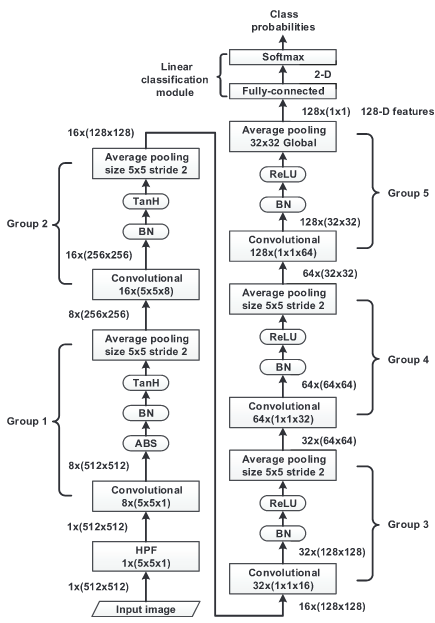 Class
probabilities
Softmax
Linear
classification
module
2-D
Fully-connected
128x(1x1) 128-D features
Average pooling
32x32 Global
ReLU
BN
Group 5
128x(32x32)
Convolutional
128x(1x1x64)
64x(32x32)
Average pooling
size 5x5 stride 2
ReLU
BN
Group 4
64x(64x64)
Convolutional
64x(1x1x32)
32x(64x64)
Average pooling
size 5x5 stride 2
ReLU
BN
Group 3
32x(128x128)
Convolutional
32x(1x1x16)
16x(128x128)
16x(128x128)
Average pooling
size 5x5 stride 2
TanH
BN
Group 2
16x(256x256)
Convolutional
16x(5x5x8)
8x(256x256)
Average pooling
size 5x5 stride 2
TanH
BN
ABS
Group 1
8x(512x512)
Convolutional
8x(5x5x1)
1x(512x512)
HPF
1x(5x5x1)
1x(512x512)
Input image